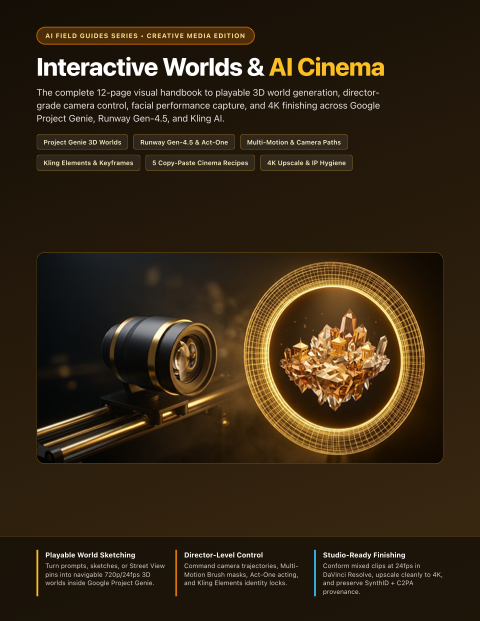 AI FIELD GUIDES SERIES • CREATIVE MEDIA EDITION
Interactive Worlds & AI Cinema
The complete 12-page visual handbook to playable 3D world generation, director-
grade camera control, facial performance capture, and 4K finishing across Google
Project Genie, Runway Gen-4.5, and Kling AI.
Project Genie 3D Worlds
Runway Gen-4.5 & Act-One
Multi-Motion & Camera Paths
Kling Elements & Keyframes
5 Copy-Paste Cinema Recipes
4K Upscale & IP Hygiene
Playable World Sketching
Turn prompts, sketches, or Street View
pins into navigable 720p/24fps 3D
worlds inside Google Project Genie.
Director-Level Control
Command camera trajectories, Multi-
Motion Brush masks, Act-One acting,
and Kling Elements identity locks.
Studio-Ready Finishing
Conform mixed clips at 24fps in
DaVinci Resolve, upscale cleanly to 4K,
and preserve SynthID + C2PA
provenance.